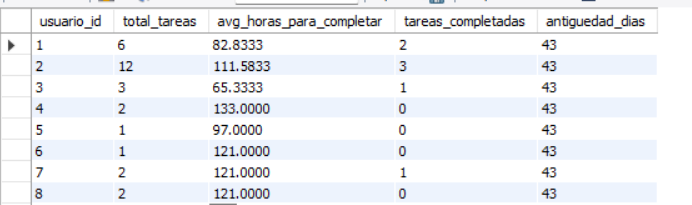 usuario_id total_tareas avg_horas_para_completar tareas_completadas antiguedad_dias
1 6 82.8333 2 43
2 12 111.5833 3 43
3 3 65.3333 1 43
4 2 133.0000 0 43
5 1 97.0000 0 43
6 1 121.0000 0 43
7 2 121.0000 1 43
8 2 121.0000 0 43